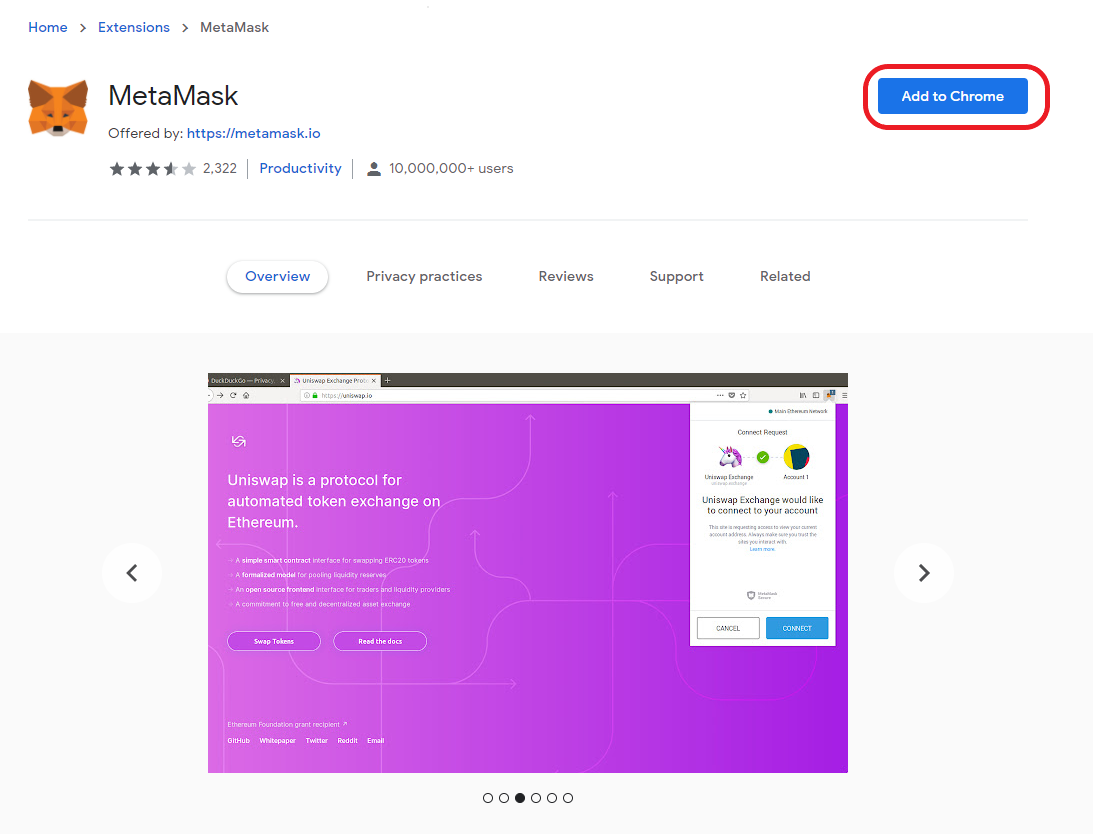 Home > Extensions > MetaMask
MetaMask
Add to Chrome
Offered by: https://metamask.io
2,322 Productivity 10,000,000+ users
Overview Privacy practices Reviews Support Related
DuckDuckGo — Privacy, Uniswap Exchange Proto
https://uniswap.io
Main Ethereum Network
Connect Request
Uniswap Exchange Account 1
uniswap.exchange
Uniswap Exchange would like
to connect to your account
This site is requesting access to view your current
account address. Always make sure you trust the
sites you interact with.
Learn more.
MetaMask
Secure
CANCEL CONNECT
Uniswap is a protocol for
automated token exchange on
Ethereum.
A simple smart contract interface for swapping ERC20 tokens
A formalized model for pooling liquidity reserves
An open source frontend interface for traders and liquidity providers
A commitment to free and decentralized asset exchange
Swap Tokens Read the docs
Ethereum Foundation grant recipient ↗
GitHub Whitepaper Twitter Reddit Email